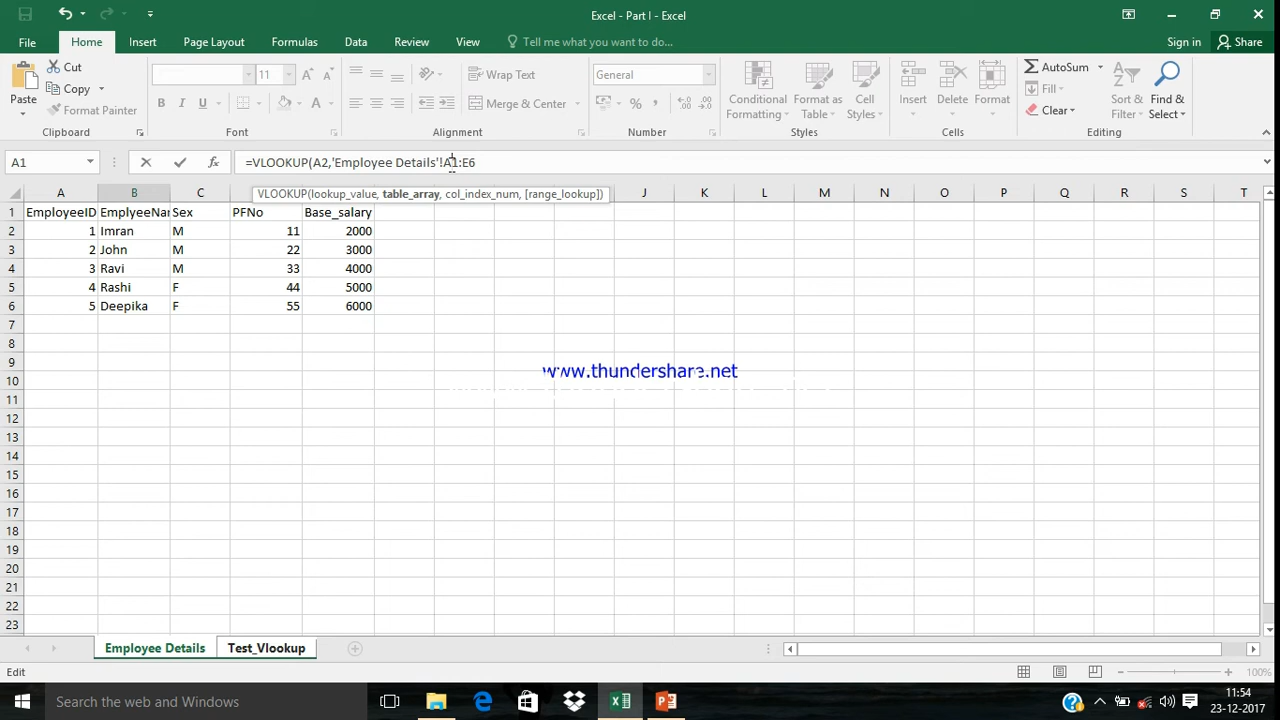 Excel - Part I - Excel
File Home Insert Page Layout Formulas Data Review View Tell me what you want to do... Sign in Share
Paste Cut Copy Format Painter Clipboard
11 B I U A A A Font
Wrap Text Merge & Center Alignment
General % , Number
Conditional Formatting Format as Table Cell Styles Styles
Insert Delete Format Cells
AutoSum Fill Clear Sort & Filter Find & Select Editing
A1 fx =VLOOKUP(A2,'Employee Details'!A1:E6
VLOOKUP(lookup_value, table_array, col_index_num, [range_lookup])
A B C J K L M N O P Q R S T
1 EmployeeID EmplyeeNar Sex PFNo Base_salary
2 1 Imran M 11 2000
3 2 John M 22 3000
4 3 Ravi M 33 4000
5 4 Rashi F 44 5000
6 5 Deepika F 55 6000
7
8
9
www.thundershare.net
10
11
12
13
14
15
16
17
18
19
20
21
22
23
Employee Details Test_Vlookup
Edit 100%
Search the web and Windows
11:54
23-12-2017